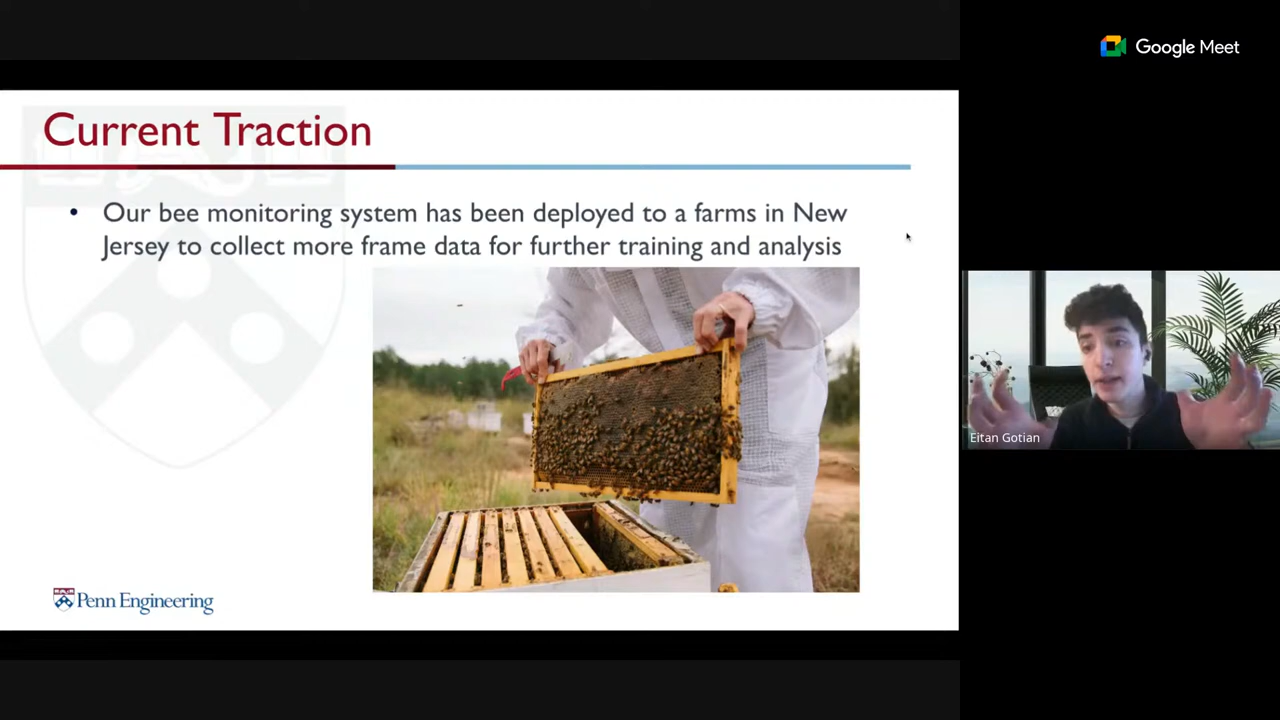 Google Meet
Current Traction
• Our bee monitoring system has been deployed to a farms in New
Jersey to collect more frame data for further training and analysis
Eitan Gotian
Penn Engineering